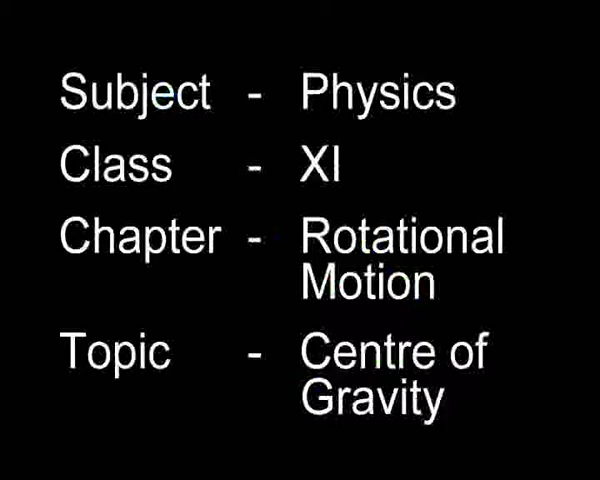 Subject - Physics
Class - XI
Chapter - Rotational
Motion
Topic - Centre of
Gravity